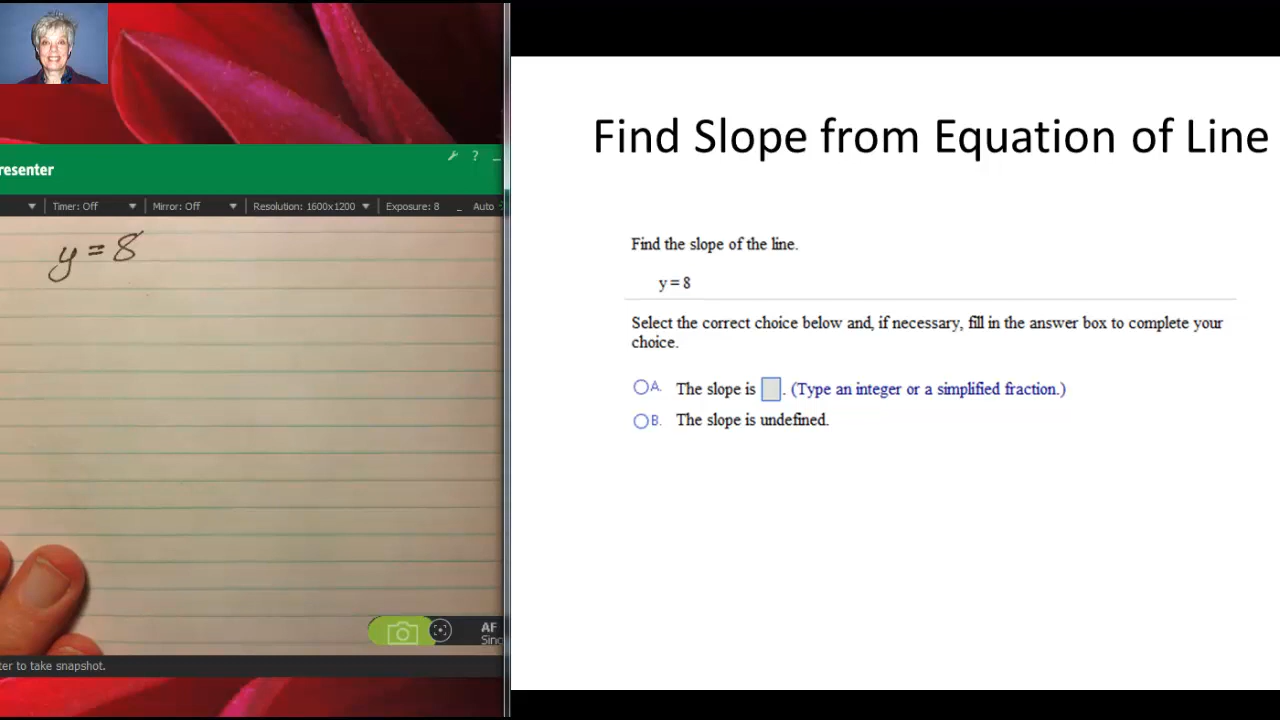 resenter
?
Timer: Off Mirror: Off Resolution: 1600x1200 Exposure: 8 Auto
y = 8
AF
Sinc
ter to take snapshot.
Find Slope from Equation of Line
Find the slope of the line.
y = 8
Select the correct choice below and, if necessary, fill in the answer box to complete your
choice.
A. The slope is . (Type an integer or a simplified fraction.)
B. The slope is undefined.